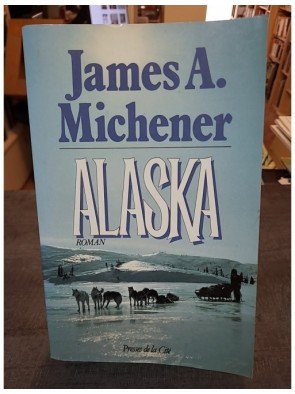 James A.
Michener
ALASKA
ROMAN
Presses de la Cité